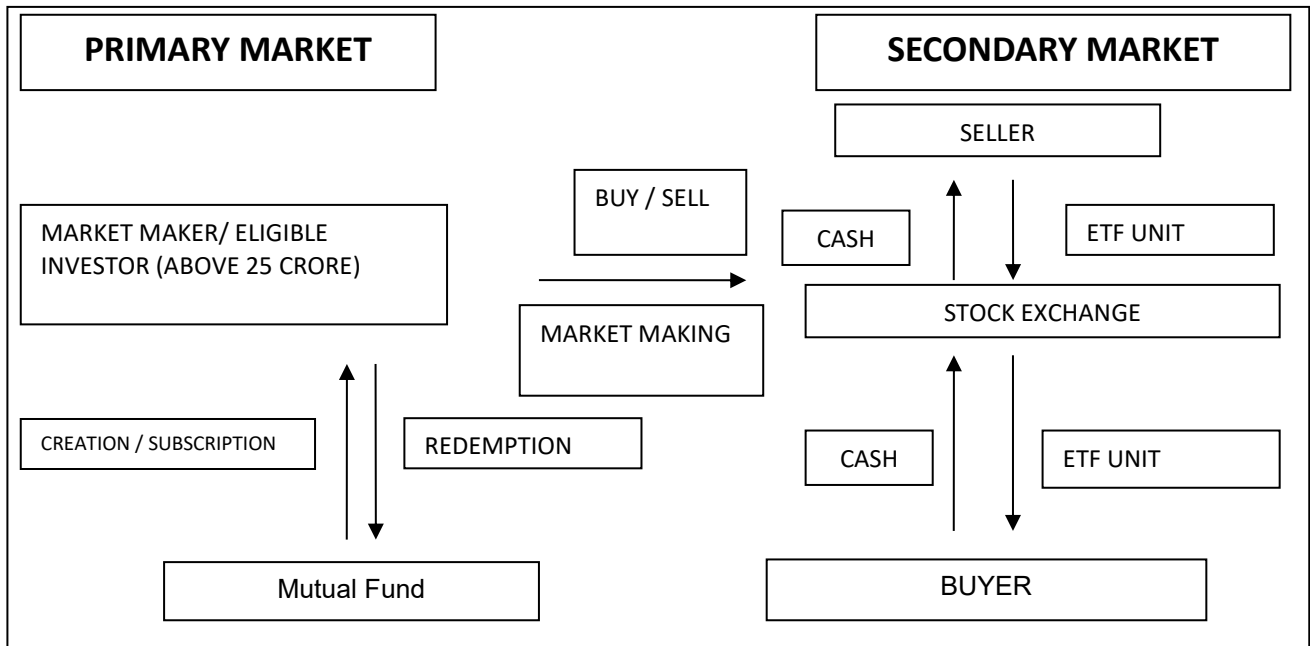 PRIMARY MARKET
SECONDARY MARKET
SELLER
MARKET MAKER/ ELIGIBLE
INVESTOR (ABOVE 25 CRORE)
BUY / SELL
CASH
ETF UNIT
STOCK EXCHANGE
MARKET MAKING
CREATION / SUBSCRIPTION
REDEMPTION
CASH
ETF UNIT
Mutual Fund
BUYER